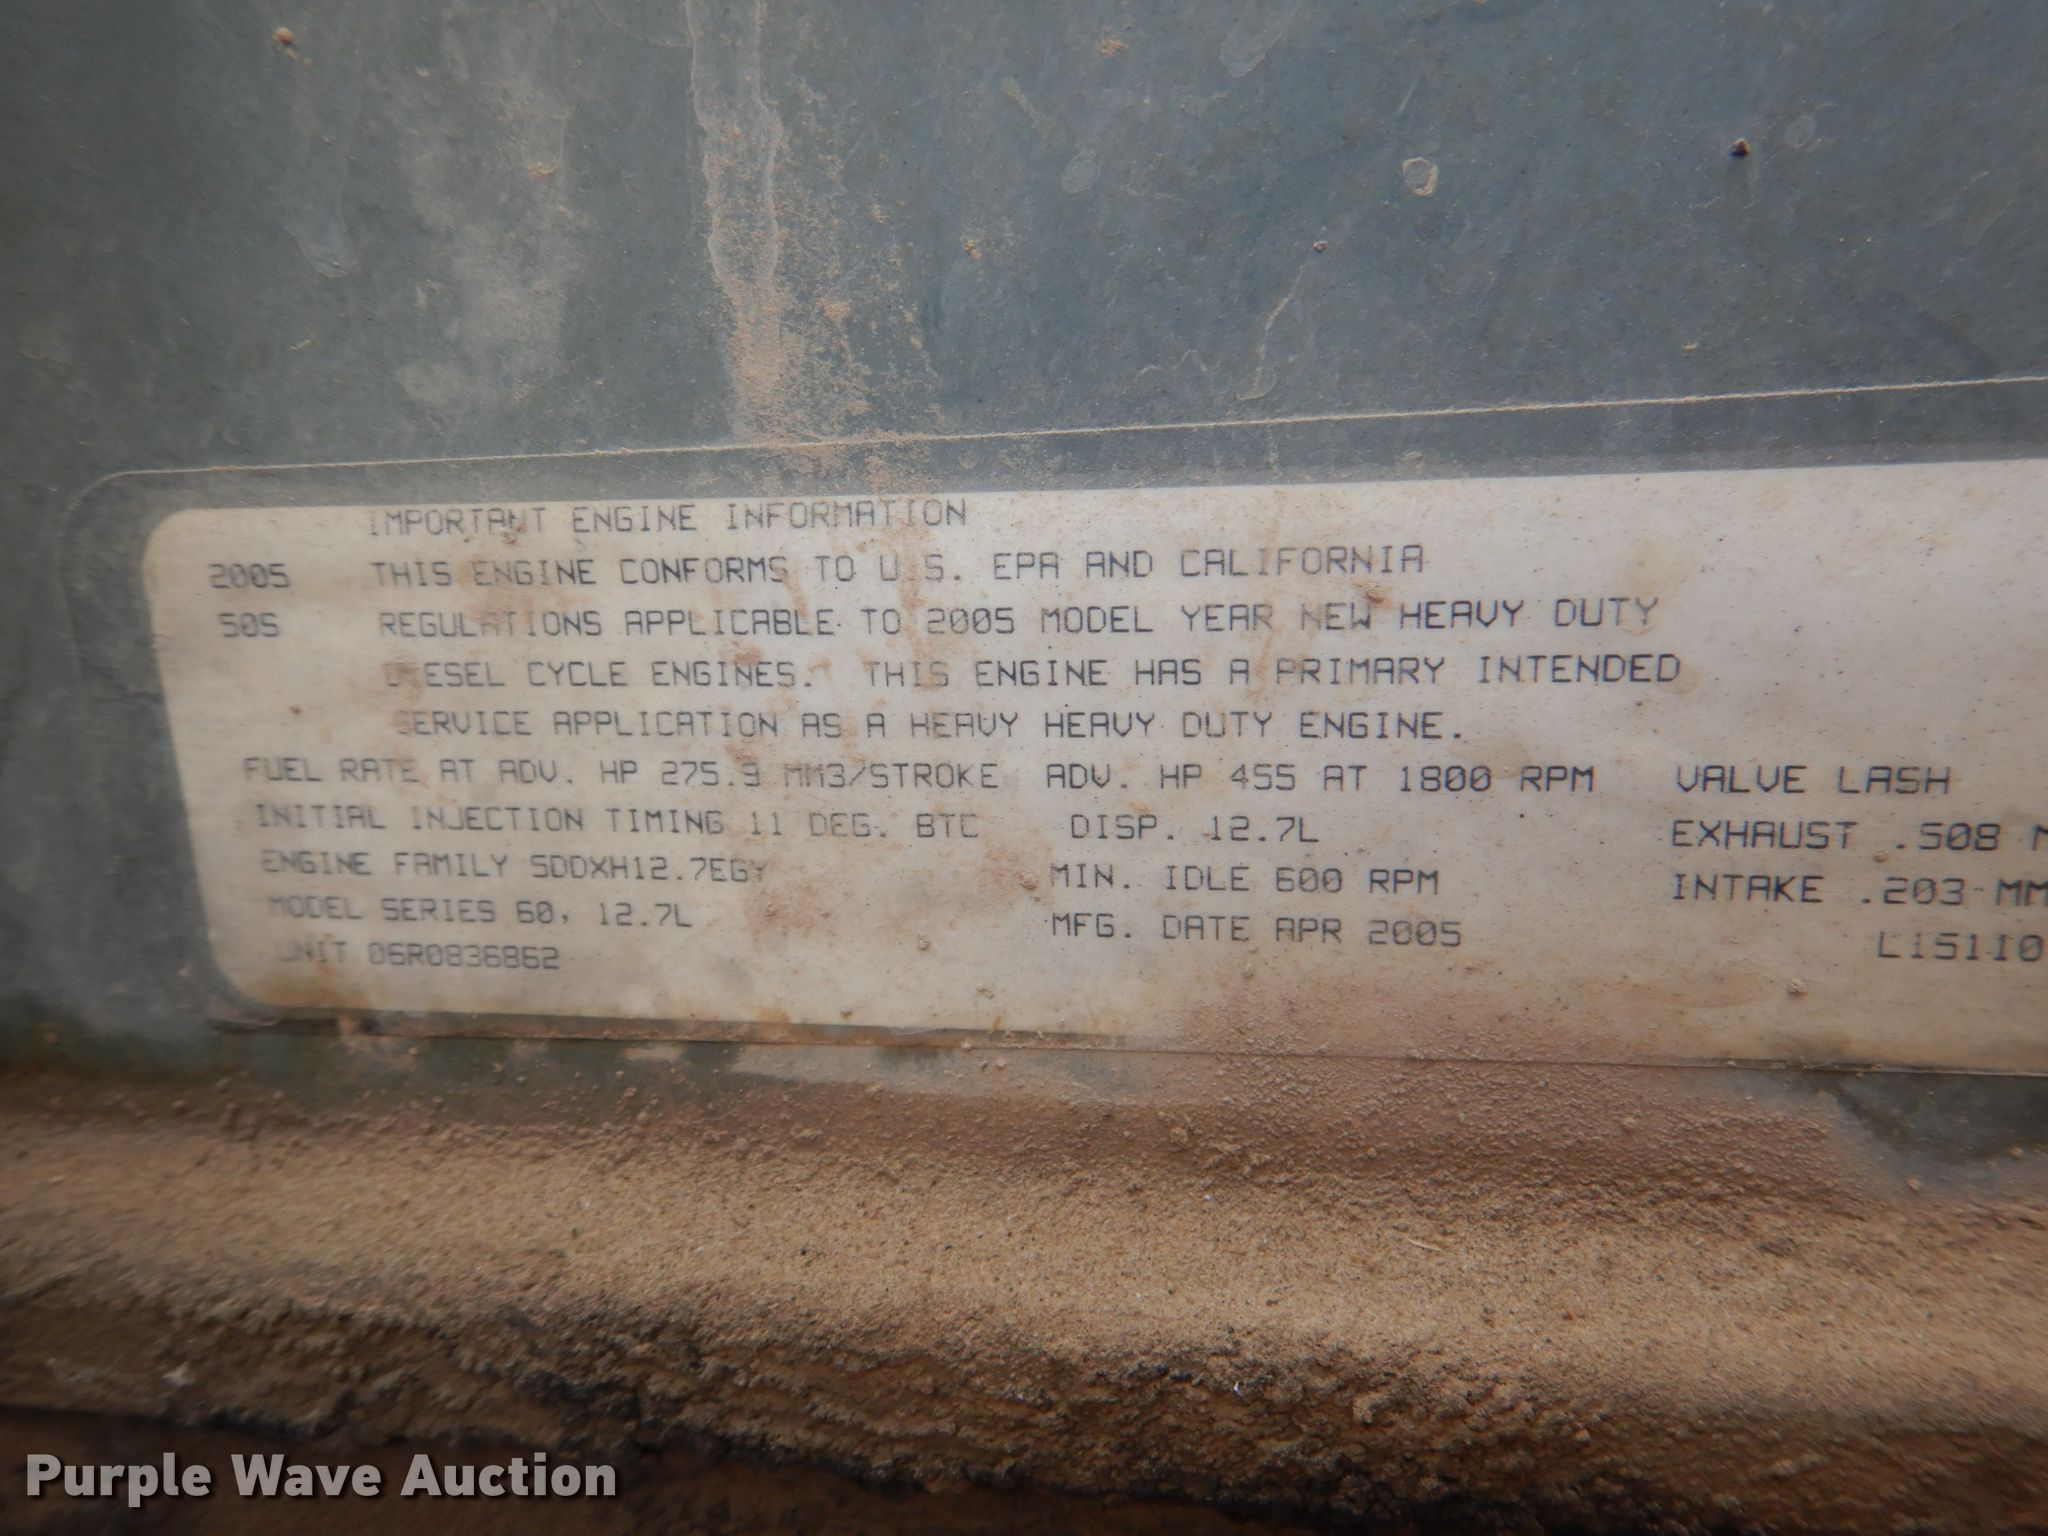 IMPORTANT ENGINE INFORMATION
2005 THIS ENGINE CONFORMS TO U.S. EPA AND CALIFORNIA
50S REGULATIONS APPLICABLE TO 2005 MODEL YEAR NEW HEAVY DUTY
DIESEL CYCLE ENGINES. THIS ENGINE HAS A PRIMARY INTENDED
SERVICE APPLICATION AS A HEAVY HEAVY DUTY ENGINE.
FUEL RATE AT ADV. HP 275.9 MM3/STROKE ADV. HP 455 AT 1800 RPM VALVE LASH
INITIAL INJECTION TIMING 11 DEG. BTC DISP. 12.7L EXHAUST .508 M
ENGINE FAMILY 5DDXH12.7EGY MIN. IDLE 600 RPM INTAKE .203 MM
MODEL SERIES 60, 12.7L MFG. DATE APR 2005 L15110
UNIT 06R0836862
Purple Wave Auction